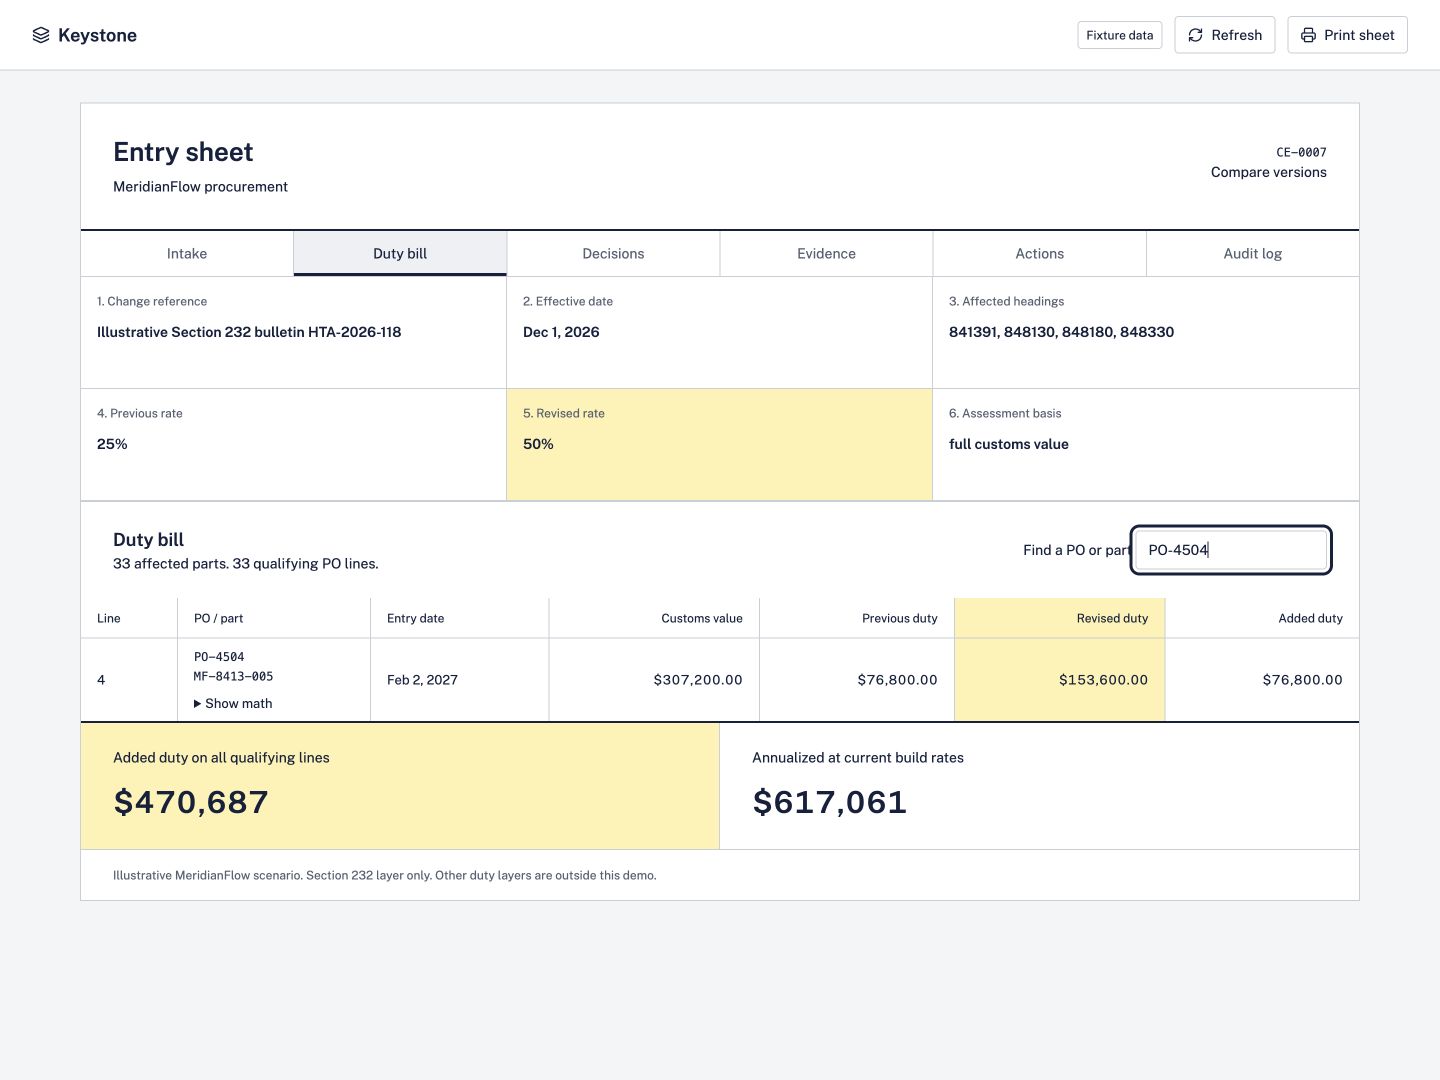 Keystone
Fixture data
Refresh
Print sheet
Entry sheet
MeridianFlow procurement
CE-0007
Compare versions
Intake
Duty bill
Decisions
Evidence
Actions
Audit log
1. Change reference
Illustrative Section 232 bulletin HTA-2026-118
2. Effective date
Dec 1, 2026
3. Affected headings
841391, 848130, 848180, 848330
4. Previous rate
25%
5. Revised rate
50%
6. Assessment basis
full customs value
Duty bill
33 affected parts. 33 qualifying PO lines.
Find a PO or part
PO-4504
Line
PO / part
Entry date
Customs value
Previous duty
Revised duty
Added duty
4
PO-4504
MF-8413-005
Show math
Feb 2, 2027
$307,200.00
$76,800.00
$153,600.00
$76,800.00
Added duty on all qualifying lines
$470,687
Annualized at current build rates
$617,061
Illustrative MeridianFlow scenario. Section 232 layer only. Other duty layers are outside this demo.